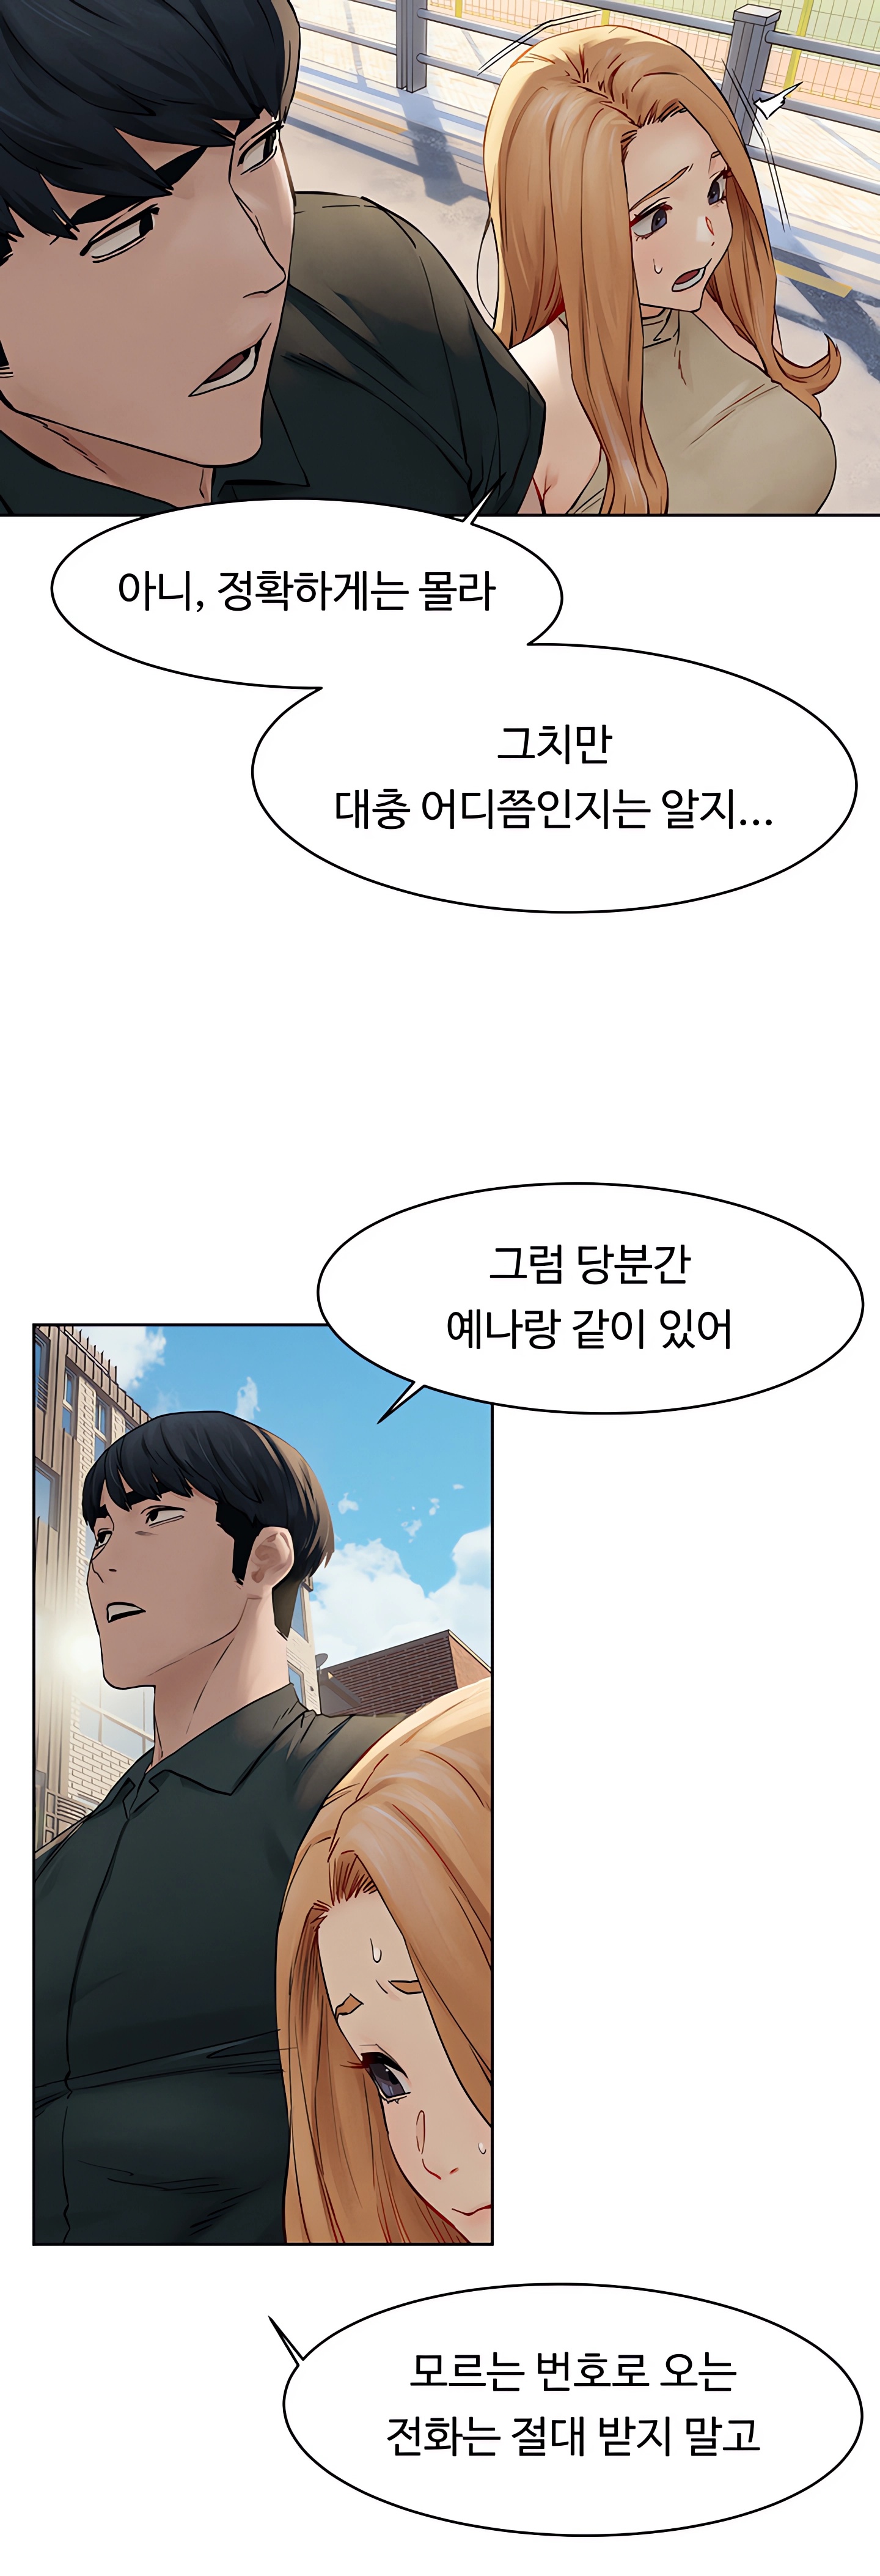 아니, 정확하게는 몰라
그치만
대충 어디쯤인지는 알지...
그럼 당분간
예나랑 같이 있어
모르는 번호로 오는
전화는 절대 받지 말고